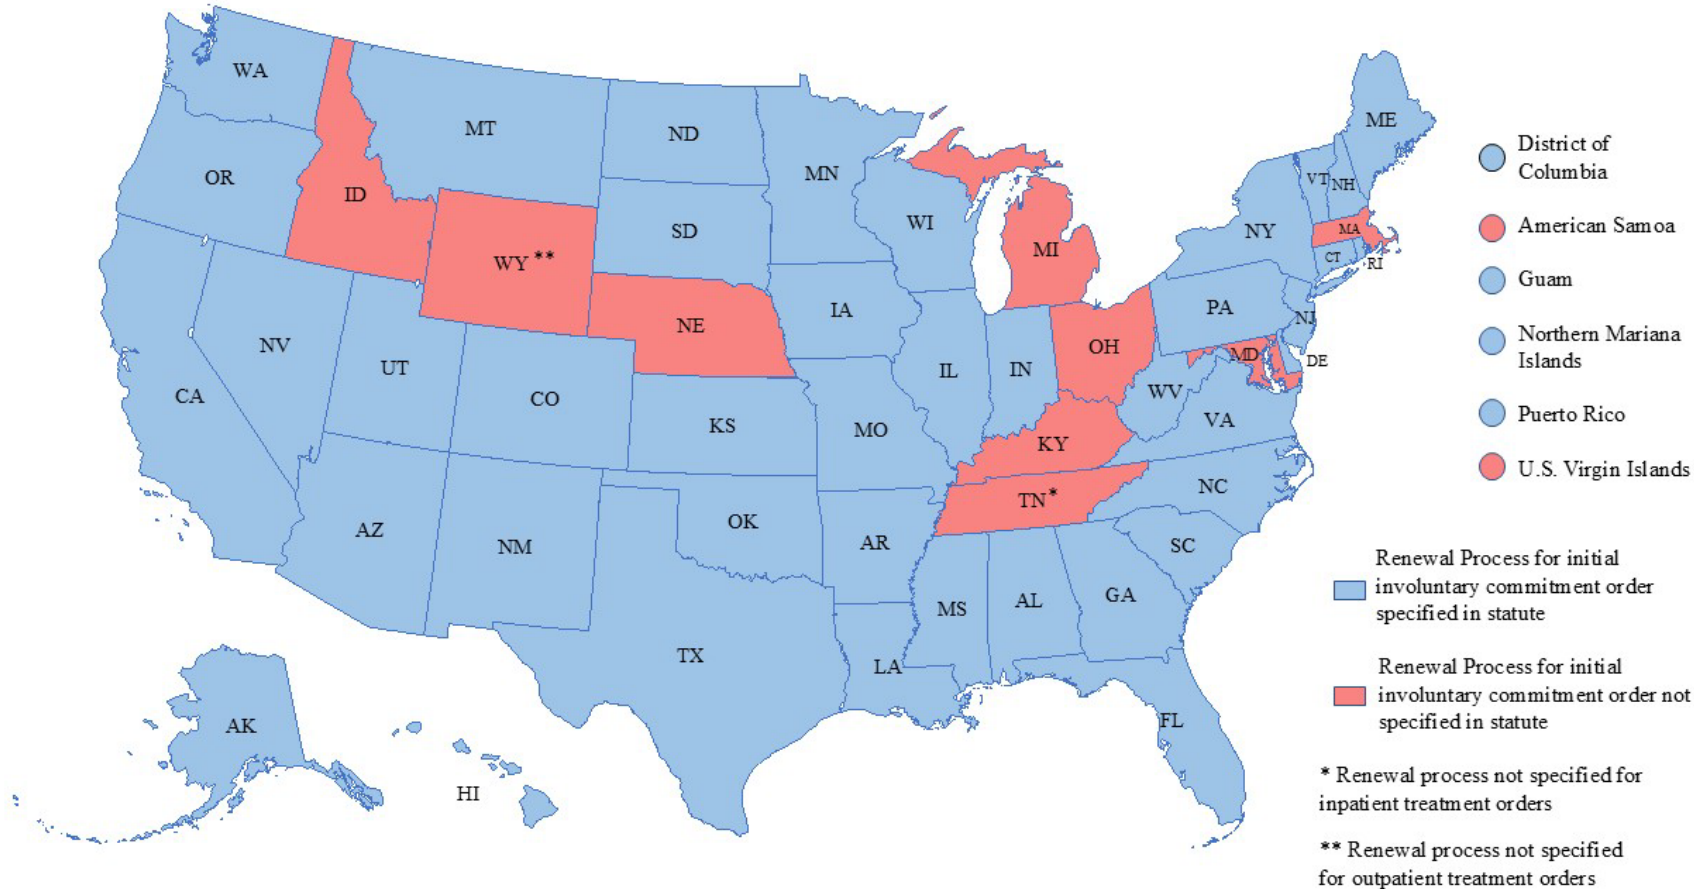 WA
MT
ND
MN
OR
ID
WY **
SD
WI
MI
NY
VT
NH
ME
MA
CT
RI
NE
IA
PA
NJ
NV
UT
CA
CO
KS
MO
IL
IN
OH
WV
MD
DE
VA
KY
TN*
NC
AZ
NM
OK
AR
SC
MS
AL
GA
TX
LA
FL
AK
HI
District of
Columbia
American Samoa
Guam
Northern Mariana
Islands
Puerto Rico
U.S. Virgin Islands
Renewal Process for initial
involuntary commitment order
specified in statute
Renewal Process for initial
involuntary commitment order not
specified in statute
* Renewal process not specified for
inpatient treatment orders
** Renewal process not specified
for outpatient treatment orders